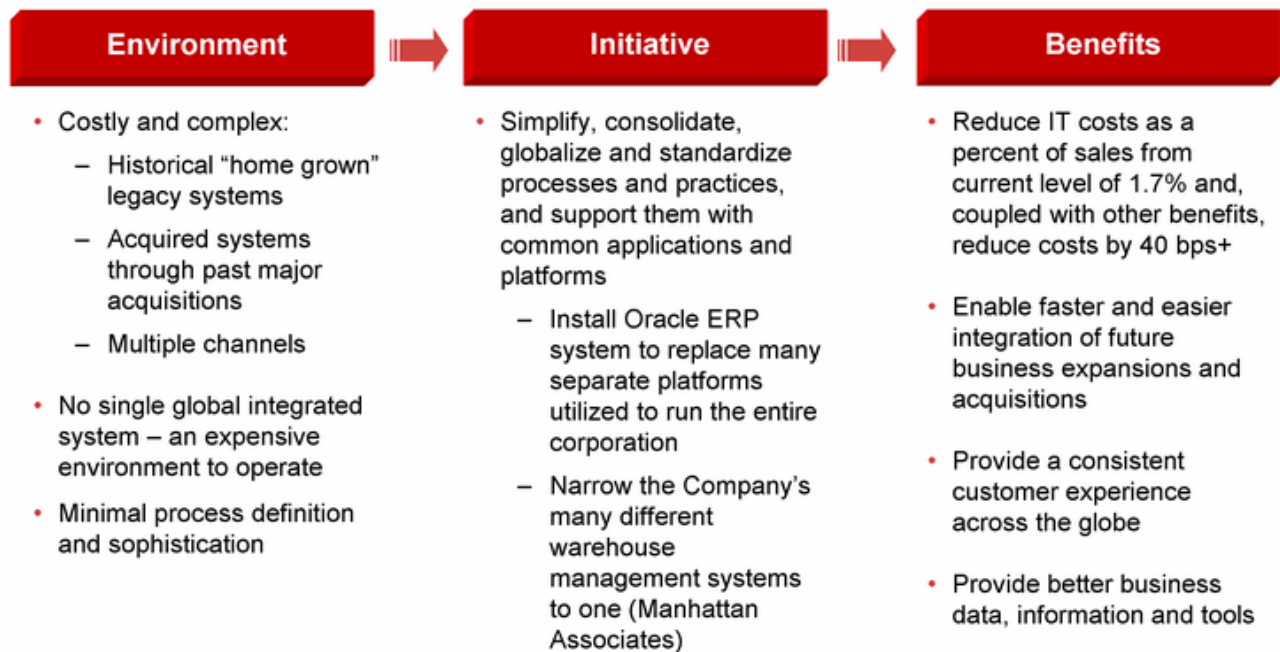 Environment
• Costly and complex:
– Historical “home grown”
legacy systems
– Acquired systems
through past major
acquisitions
– Multiple channels
• No single global integrated
system – an expensive
environment to operate
• Minimal process definition
and sophistication
Initiative
• Simplify, consolidate,
globalize and standardize
processes and practices,
and support them with
common applications and
platforms
– Install Oracle ERP
system to replace many
separate platforms
utilized to run the entire
corporation
– Narrow the Company’s
many different
warehouse
management systems
to one (Manhattan
Associates)
Benefits
• Reduce IT costs as a
percent of sales from
current level of 1.7% and,
coupled with other benefits,
reduce costs by 40 bps+
• Enable faster and easier
integration of future
business expansions and
acquisitions
• Provide a consistent
customer experience
across the globe
• Provide better business
data, information and tools